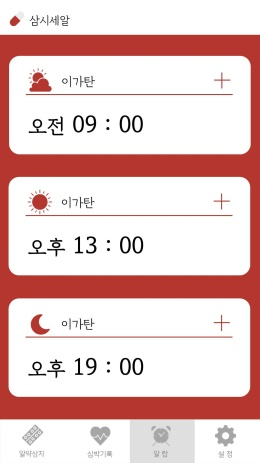 삼시세알
이가탄
오전 09 : 00
이가탄
오후 13 : 00
이가탄
오후 19 : 00
알약상자 심박기록 알 람 설 정